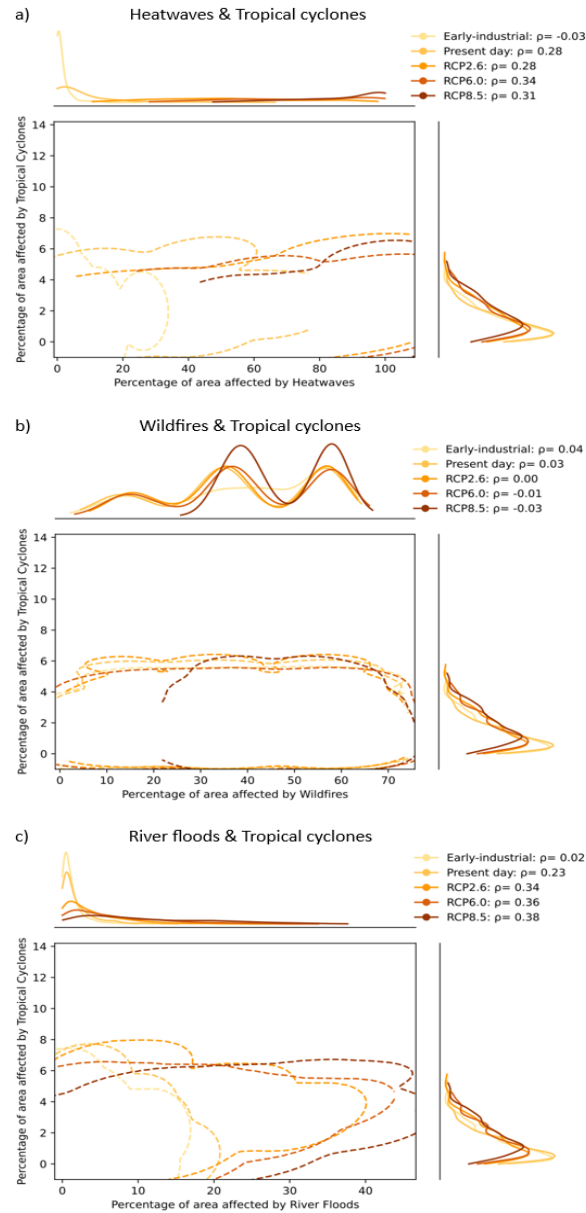 a)
Heatwaves & Tropical cyclones
Early-industrial: ρ= -0.03
Present day: ρ= 0.28
RCP2.6: ρ= 0.28
RCP6.0: ρ= 0.34
RCP8.5: ρ= 0.31
Percentage of area affected by Tropical Cyclones
14
12
10
8
6
4
2
0
0 20 40 60 80 100
Percentage of area affected by Heatwaves
b)
Wildfires & Tropical cyclones
Early-industrial: ρ= 0.04
Present day: ρ= 0.03
RCP2.6: ρ= 0.00
RCP6.0: ρ= -0.01
RCP8.5: ρ= -0.03
Percentage of area affected by Tropical Cyclones
14
12
10
8
6
4
2
0
0 10 20 30 40 50 60 70
Percentage of area affected by Wildfires
c)
River floods & Tropical cyclones
Early-industrial: ρ= 0.02
Present day: ρ= 0.23
RCP2.6: ρ= 0.34
RCP6.0: ρ= 0.36
RCP8.5: ρ= 0.38
Percentage of area affected by Tropical Cyclones
14
12
10
8
6
4
2
0
0 10 20 30 40
Percentage of area affected by River Floods